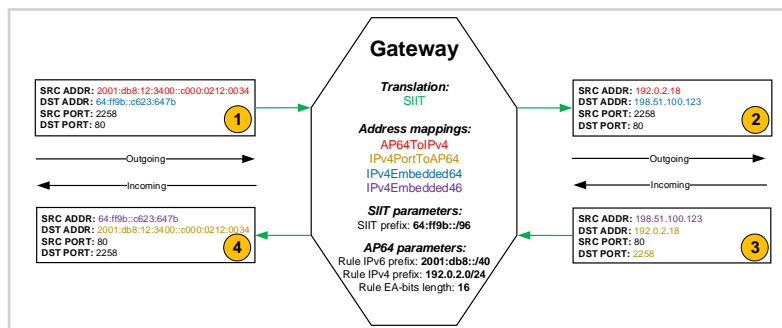 Gateway
Translation:
SIIT
Address mappings:
AP64ToIPv4
IPv4PortToAP64
IPv4Embedded64
IPv4Embedded46
SIIT parameters:
SIIT prefix: 64:ff9b::/96
AP64 parameters:
Rule IPv6 prefix: 2001:db8::/40
Rule IPv4 prefix: 192.0.2.0/24
Rule EA-bits length: 16
SRC ADDR: 2001:db8:12:3400::c000:0212:0034
DST ADDR: 64:ff9b::c623:647b
SRC PORT: 2258
DST PORT: 80
1
SRC ADDR: 192.0.2.18
DST ADDR: 198.51.100.123
SRC PORT: 2258
DST PORT: 80
2
Outgoing
Incoming
Outgoing
Incoming
SRC ADDR: 64:ff9b::c623:647b
DST ADDR: 2001:db8:12:3400::c000:0212:0034
SRC PORT: 80
DST PORT: 2258
4
SRC ADDR: 198.51.100.123
DST ADDR: 192.0.2.18
SRC PORT: 80
DST PORT: 2258
3